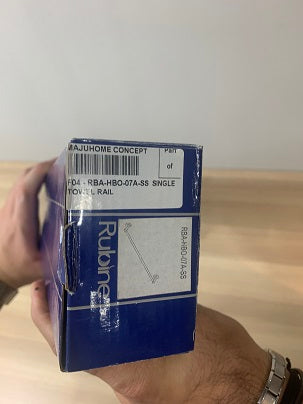 MAJUHOME CONCEPT
Part
of
F04 - RBA-HBO-07A-SS SINGLE
TOWEL RAIL
RBA-HBO-07A-SS
Rubine